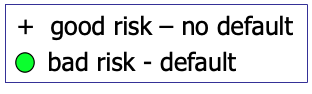 + good risk – no default
bad risk - default